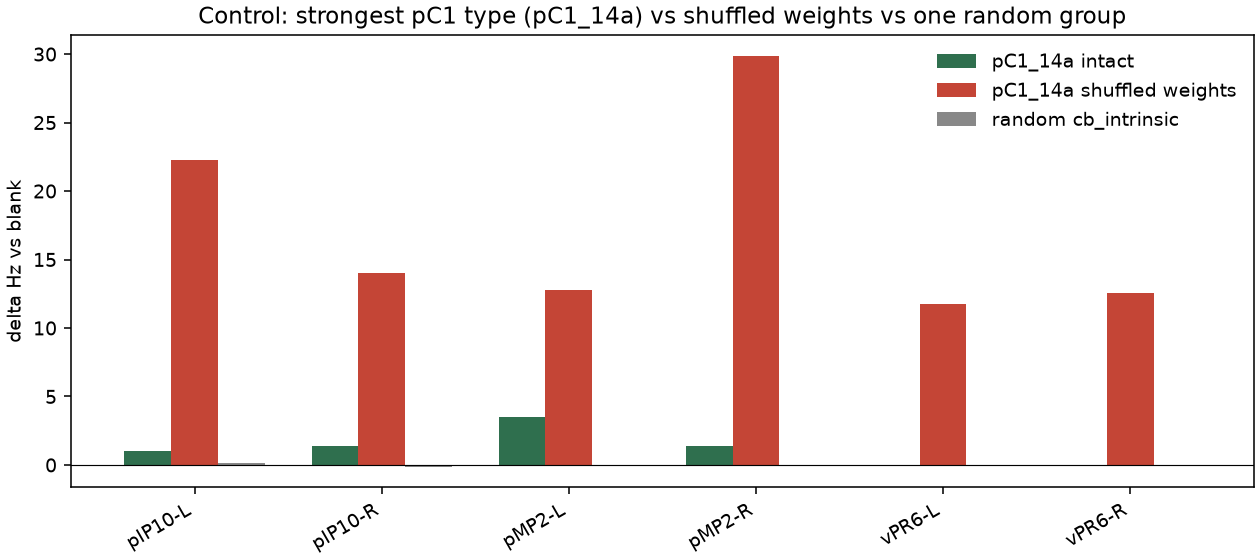 Control: strongest pC1 type (pC1_14a) vs shuffled weights vs one random group
pC1_14a intact
pC1_14a shuffled weights
random cb_intrinsic
delta Hz vs blank
30
25
20
15
10
5
0
pIP10-L
pIP10-R
pMP2-L
pMP2-R
vPR6-L
vPR6-R